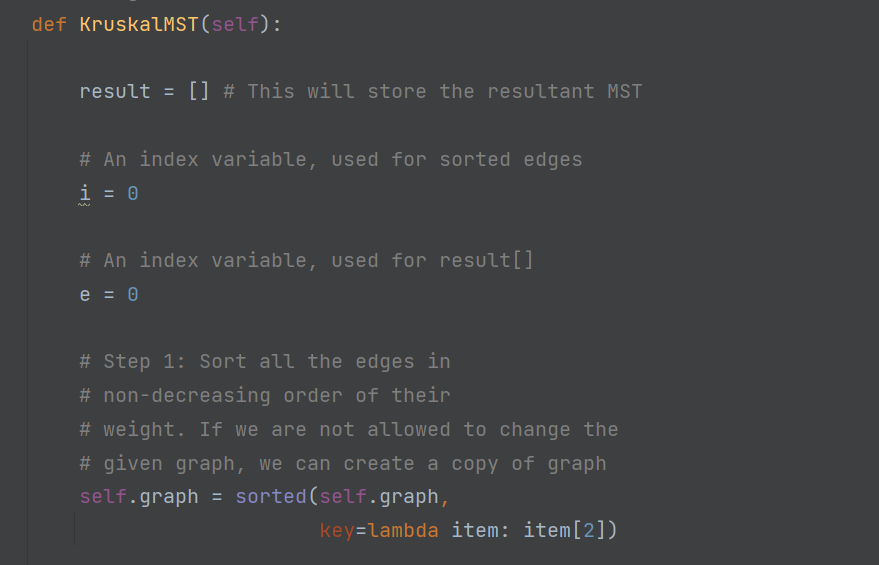 def KruskalMST(self):
result = [] # This will store the resultant MST
# An index variable, used for sorted edges
i = 0
# An index variable, used for result[]
e = 0
# Step 1: Sort all the edges in
# non-decreasing order of their
# weight. If we are not allowed to change the
# given graph, we can create a copy of graph
self.graph = sorted(self.graph,
key=lambda item: item[2])